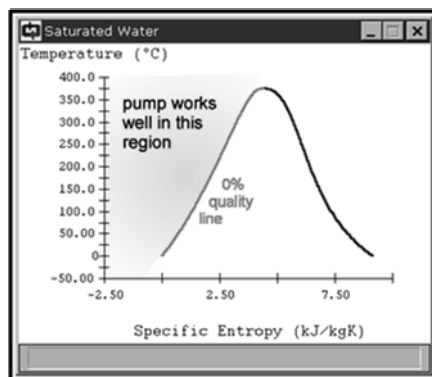 Saturated Water
Temperature (°C)
400.0
350.0
300.0
250.0
200.0
150.0
100.0
50.00
0
-50.00
pump works
well in this
region
0%
quality
line
-2.50
2.50
7.50
Specific Entropy (kJ/kgK)